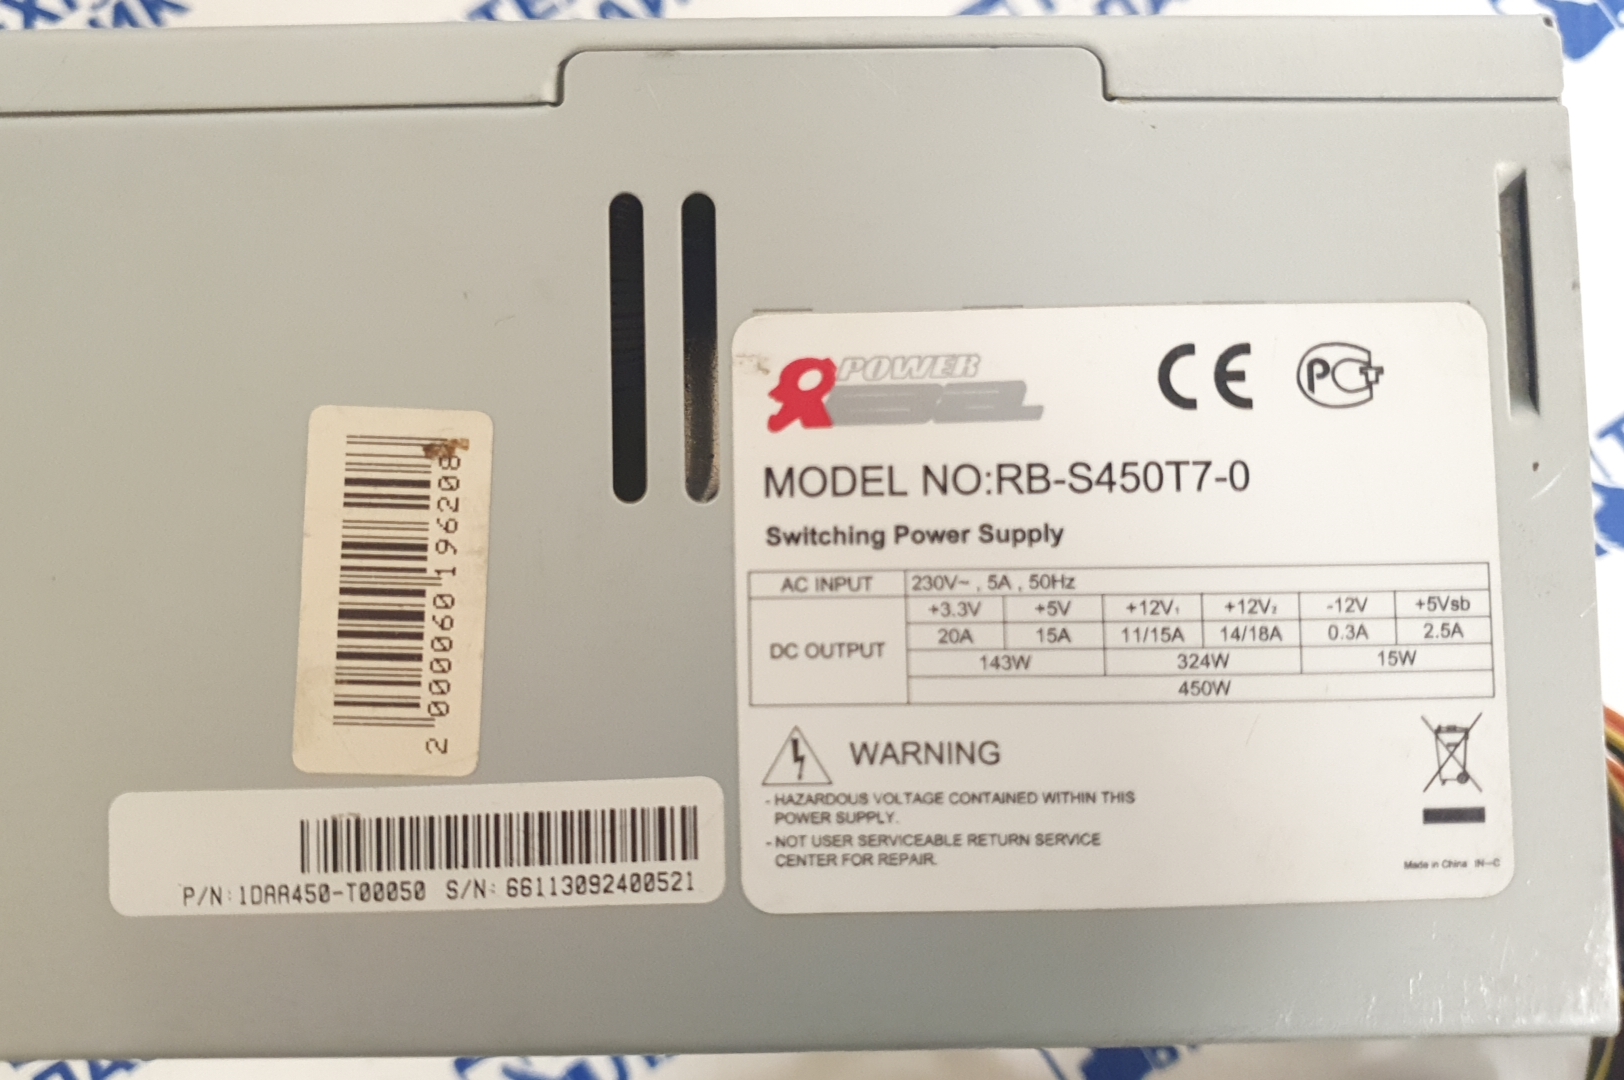 POWER
MODEL NO:RB-S450T7-0
Switching Power Supply
AC INPUT 230V~ , 5A , 50Hz
DC OUTPUT +3.3V +5V +12V₁ +12V₂ -12V +5Vsb
20A 15A 11/15A 14/18A 0.3A 2.5A
143W 324W 15W
450W
WARNING
- HAZARDOUS VOLTAGE CONTAINED WITHIN THIS
POWER SUPPLY.
- NOT USER SERVICEABLE RETURN SERVICE
CENTER FOR REPAIR.
Made in China IN-C
2 000060 196208
P/N:1DAA450-T00050 S/N: 66113092400521